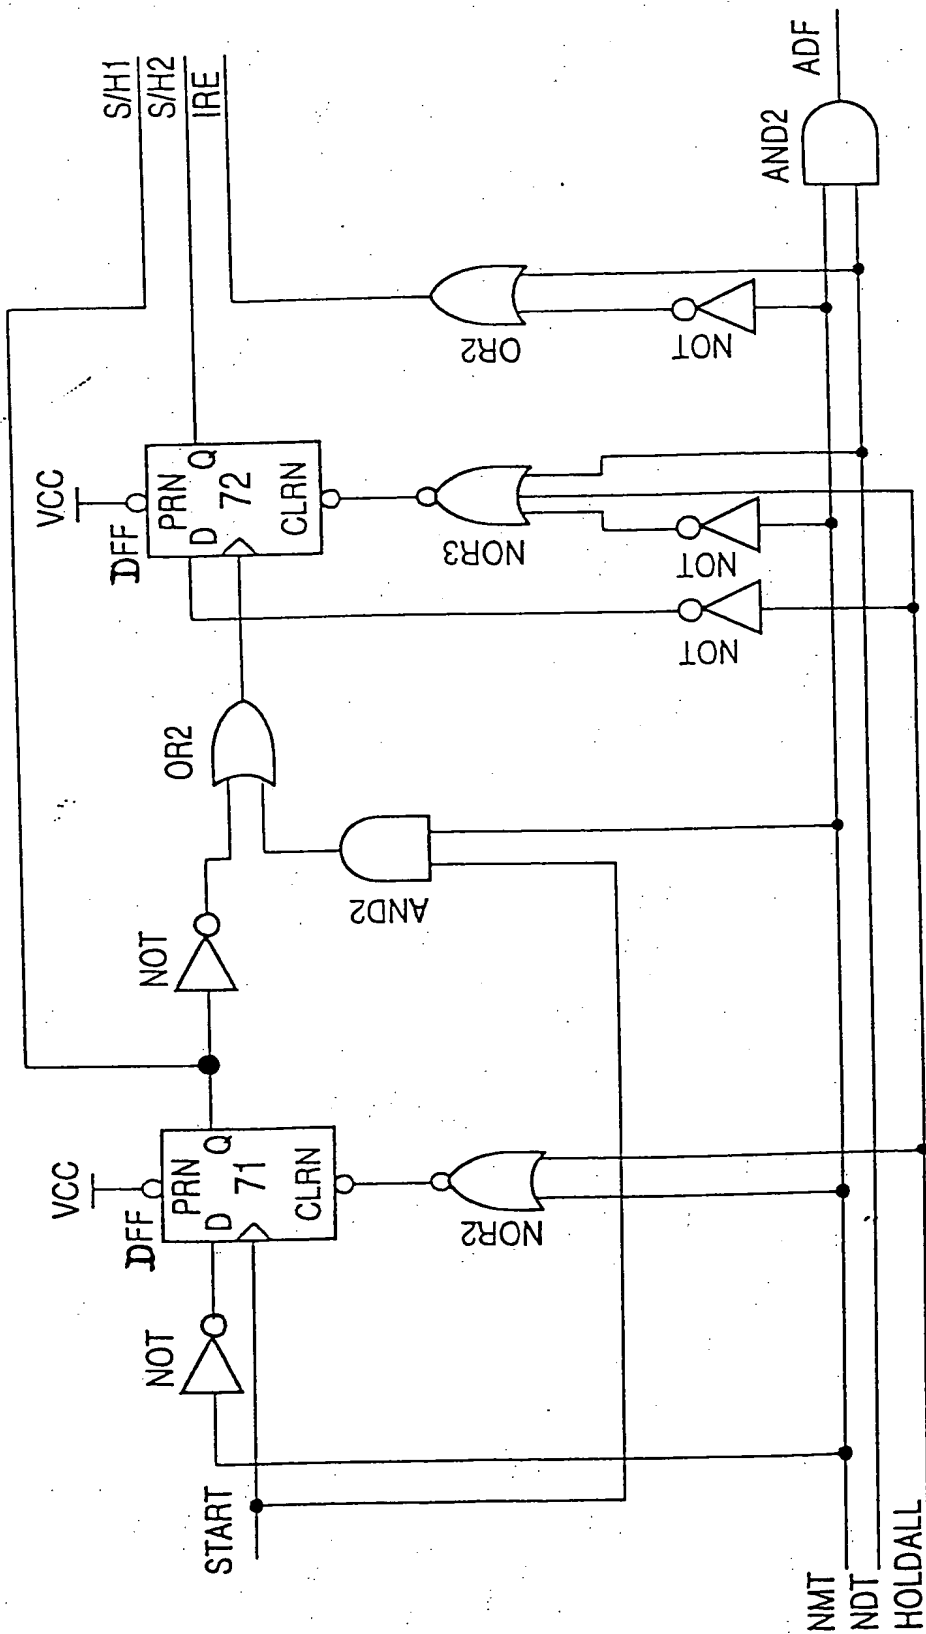 S/H1
S/H2
IRE
VCC
DFF
PRN
D
Q
72
CLRN
OR2
NOT
NOR3
NOT
NOT
OR2
NOT
AND2
ADF
NOT
AND2
VCC
DFF
PRN
D
Q
71
CLRN
NOT
NOR2
START
NMT
NDT
HOLDALL